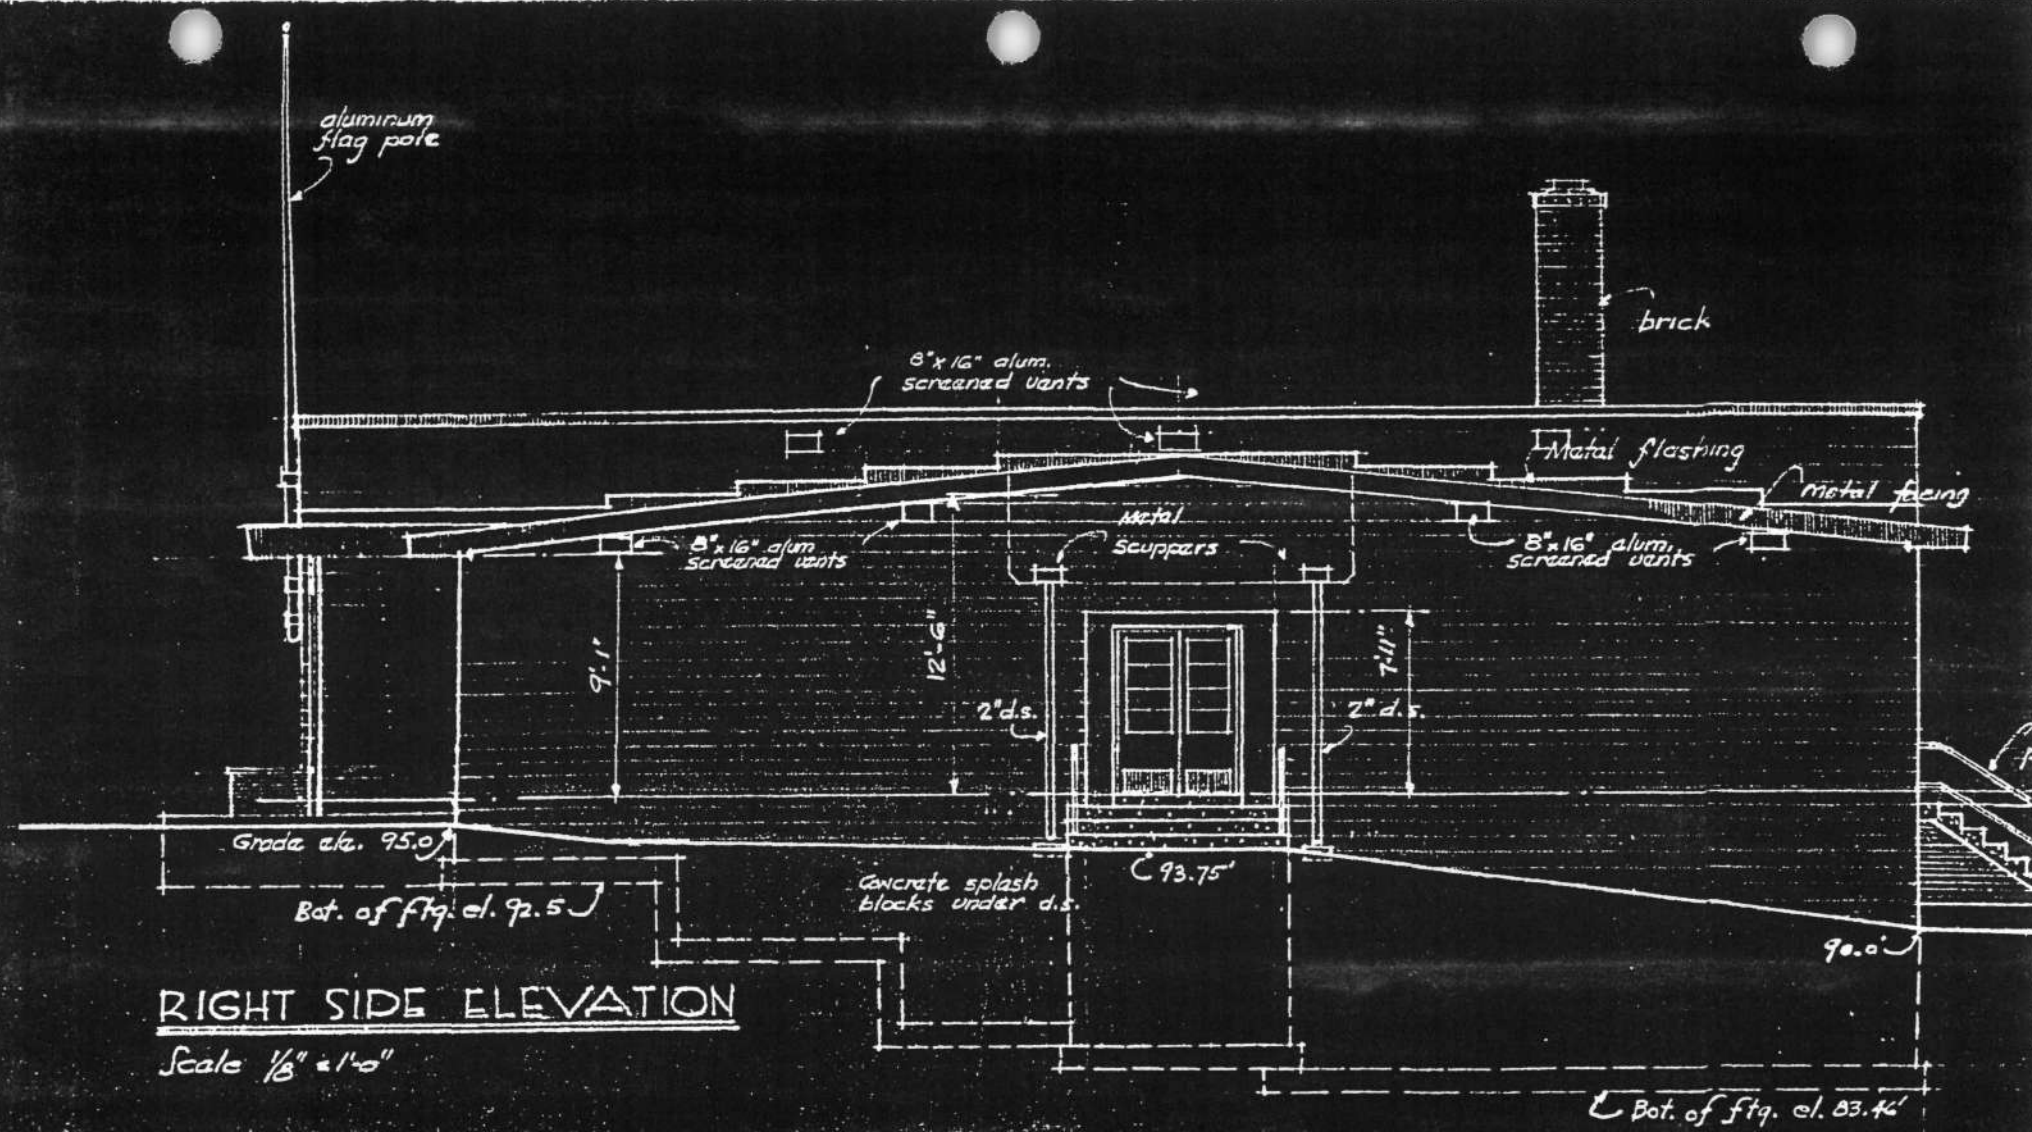 aluminum
flag pole
brick
8"x16" alum.
screened vents
Metal flashing
Metal facing
Metal
Scuppers
8"x16" alum
screened vents
8"x16" alum.
screened vents
9'-1"
12'-6"
7'-11"
2"d.s.
2"d.s.
Grade ele. 95.0
Bot. of ftg. el. 92.5
Concrete splash
blocks under d.s.
93.75'
90.0'
RIGHT SIDE ELEVATION
Scale 1/8" = 1'-0"
Bot. of ftg. el. 83.46'